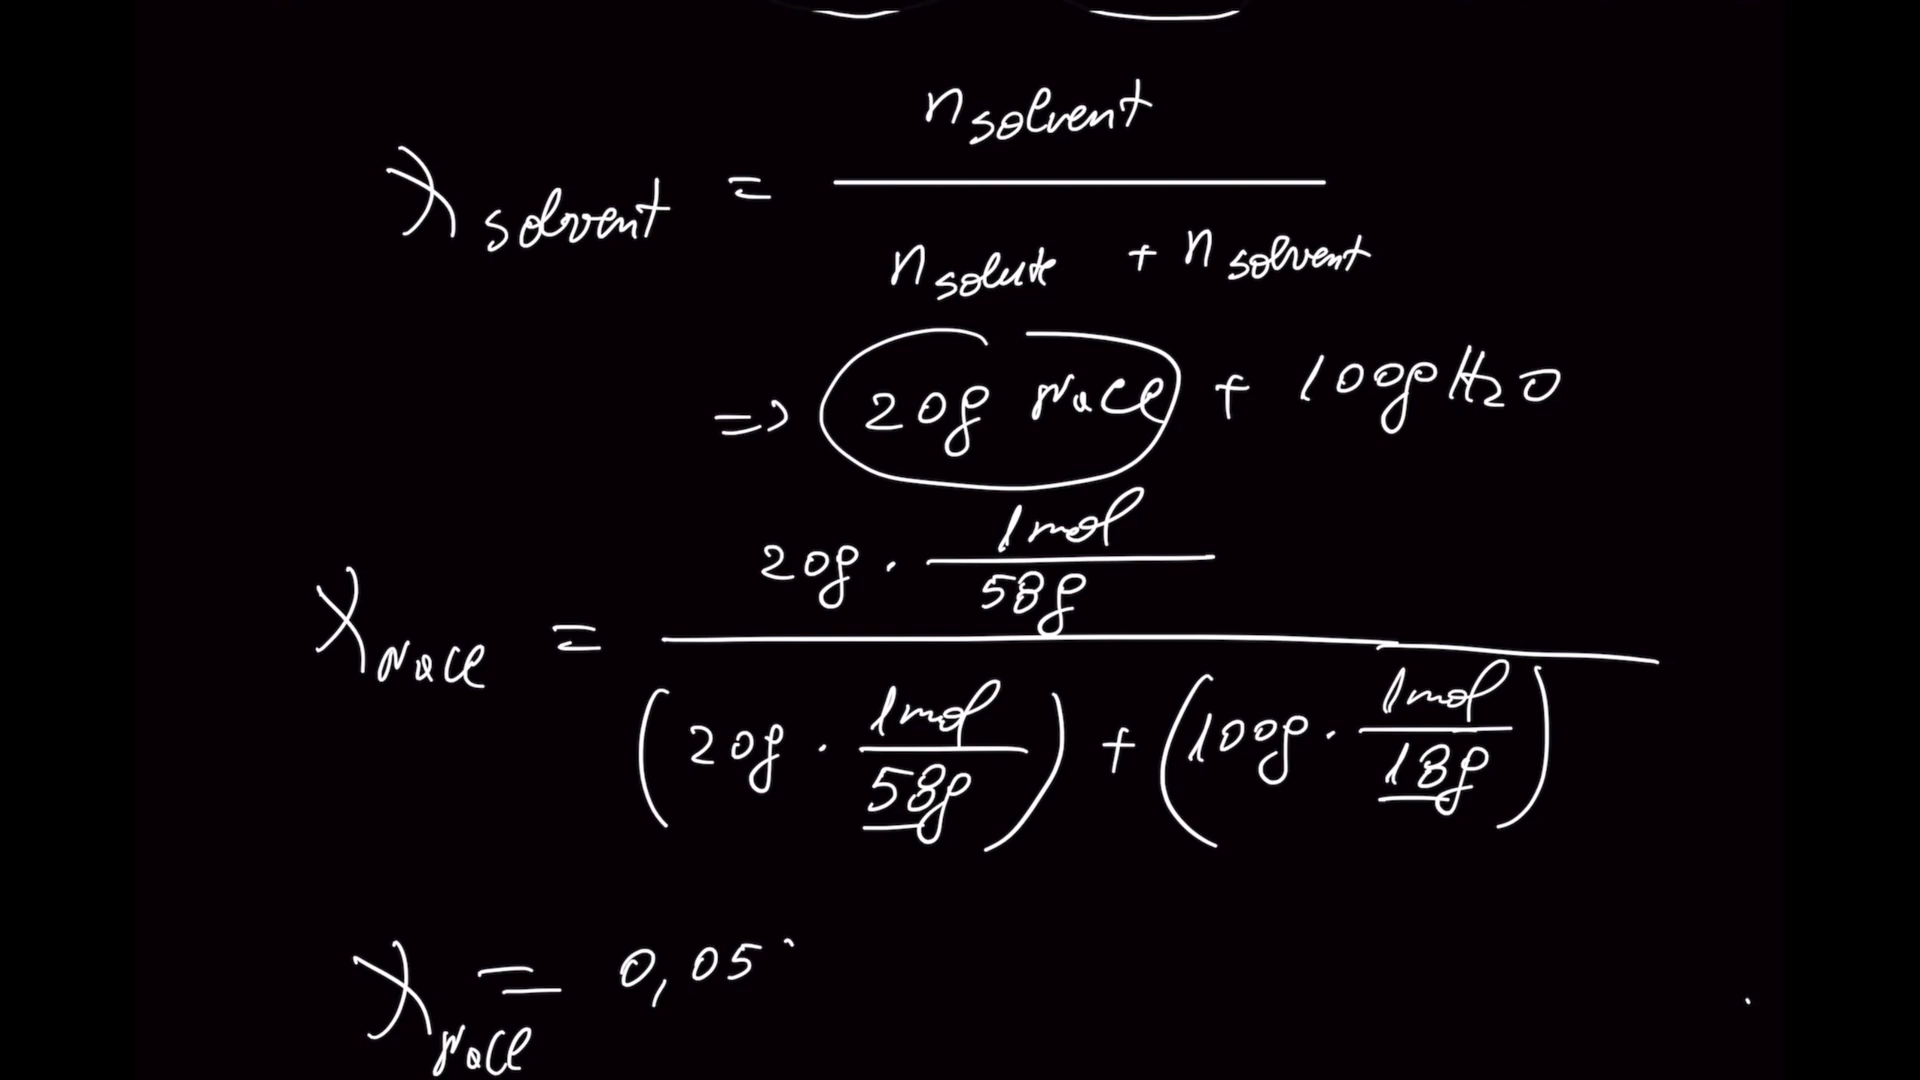 χ solvent = n solvent / (n solute + n solvent)
=> 20g NaCl + 100g H2O
χ NaCl = (20g · 1mol/58g) / ((20g · 1mol/58g) + (100g · 1mol/18g))
χ NaCl = 0,05